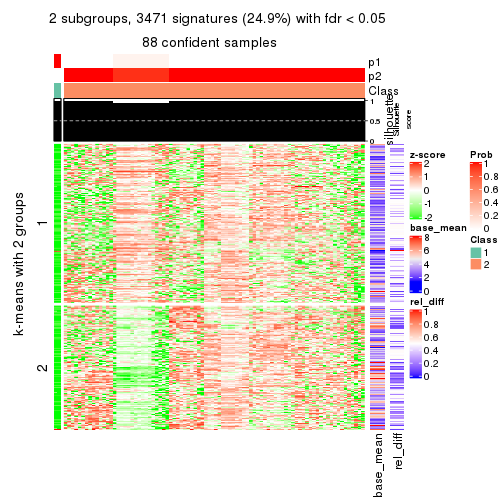 2 subgroups, 3471 signatures (24.9%) with fdr < 0.05
88 confident samples
p1
p2
Class
1
0.5
0
silhouette
Silhouette
score
k-means with 2 groups
1
2
base_mean
rel_diff
z-score
2
1
0
-1
-2
base_mean
8
6
4
2
0
rel_diff
1
0.8
0.6
0.4
0.2
0
Prob
1
0.8
0.6
0.4
0.2
0
Class
1
2